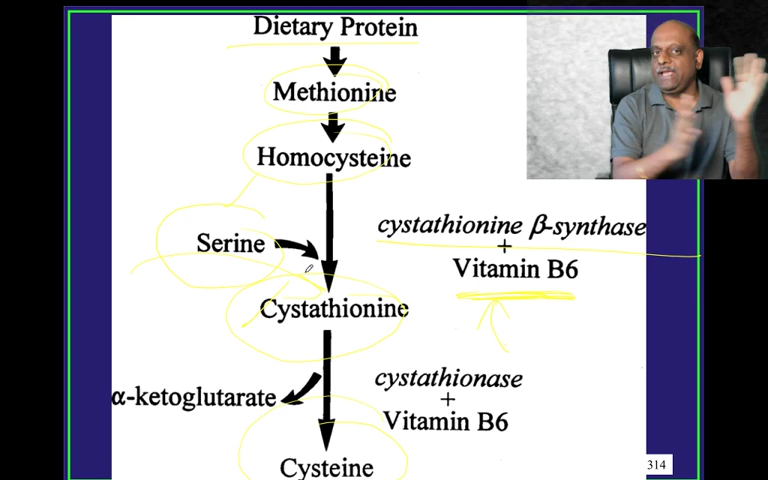 Dietary Protein
Methionine
Homocysteine
Serine
cystathionine β-synthase
+
Vitamin B6
Cystathionine
α-ketoglutarate
cystathionase
+
Vitamin B6
Cysteine
314